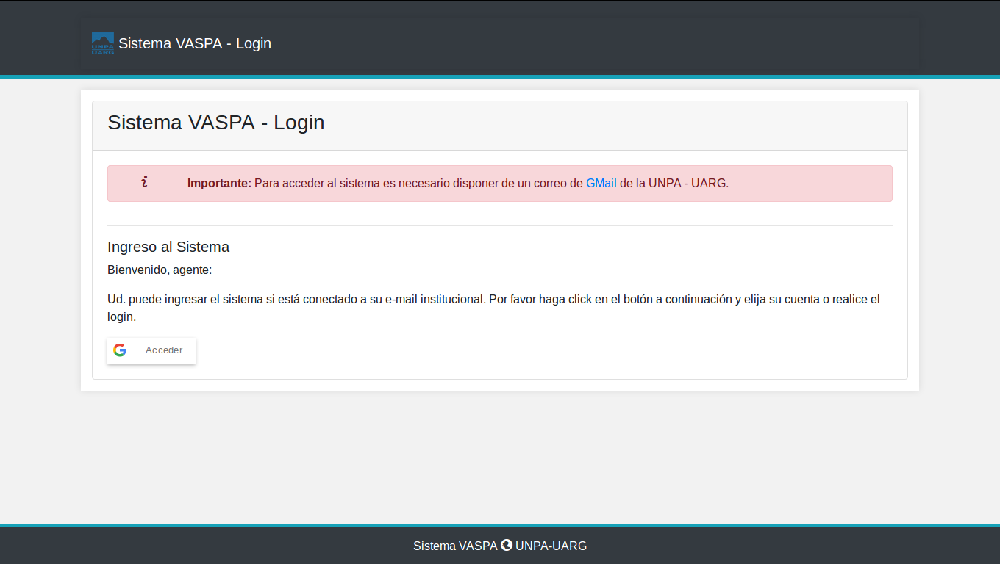 UNPA
UARG
Sistema VASPA - Login
Sistema VASPA - Login
Importante: Para acceder al sistema es necesario disponer de un correo de GMail de la UNPA - UARG.
Ingreso al Sistema
Bienvenido, agente:
Ud. puede ingresar el sistema si está conectado a su e-mail institucional. Por favor haga click en el botón a continuación y elija su cuenta o realice el
login.
Acceder
Sistema VASPA UNPA-UARG